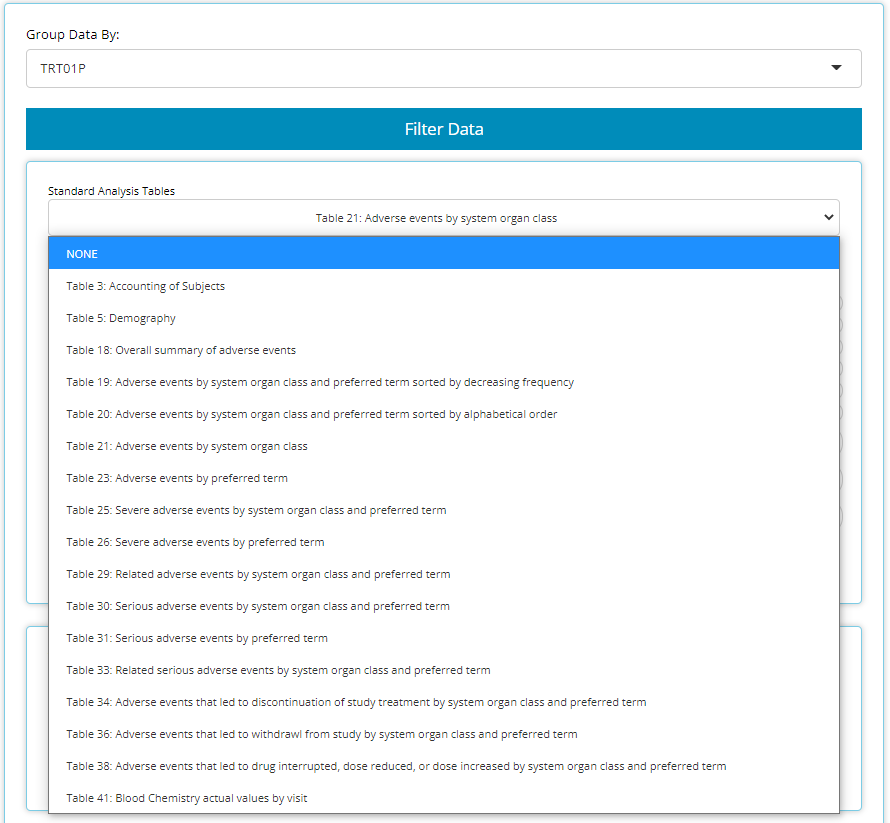 Group Data By:
TRT01P
Filter Data
Standard Analysis Tables
Table 21: Adverse events by system organ class
NONE
Table 3: Accounting of Subjects
Table 5: Demography
Table 18: Overall summary of adverse events
Table 19: Adverse events by system organ class and preferred term sorted by decreasing frequency
Table 20: Adverse events by system organ class and preferred term sorted by alphabetical order
Table 21: Adverse events by system organ class
Table 23: Adverse events by preferred term
Table 25: Severe adverse events by system organ class and preferred term
Table 26: Severe adverse events by preferred term
Table 29: Related adverse events by system organ class and preferred term
Table 30: Serious adverse events by system organ class and preferred term
Table 31: Serious adverse events by preferred term
Table 33: Related serious adverse events by system organ class and preferred term
Table 34: Adverse events that led to discontinuation of study treatment by system organ class and preferred term
Table 36: Adverse events that led to withdrawl from study by system organ class and preferred term
Table 38: Adverse events that led to drug interrupted, dose reduced, or dose increased by system organ class and preferred term
Table 41: Blood Chemistry actual values by visit